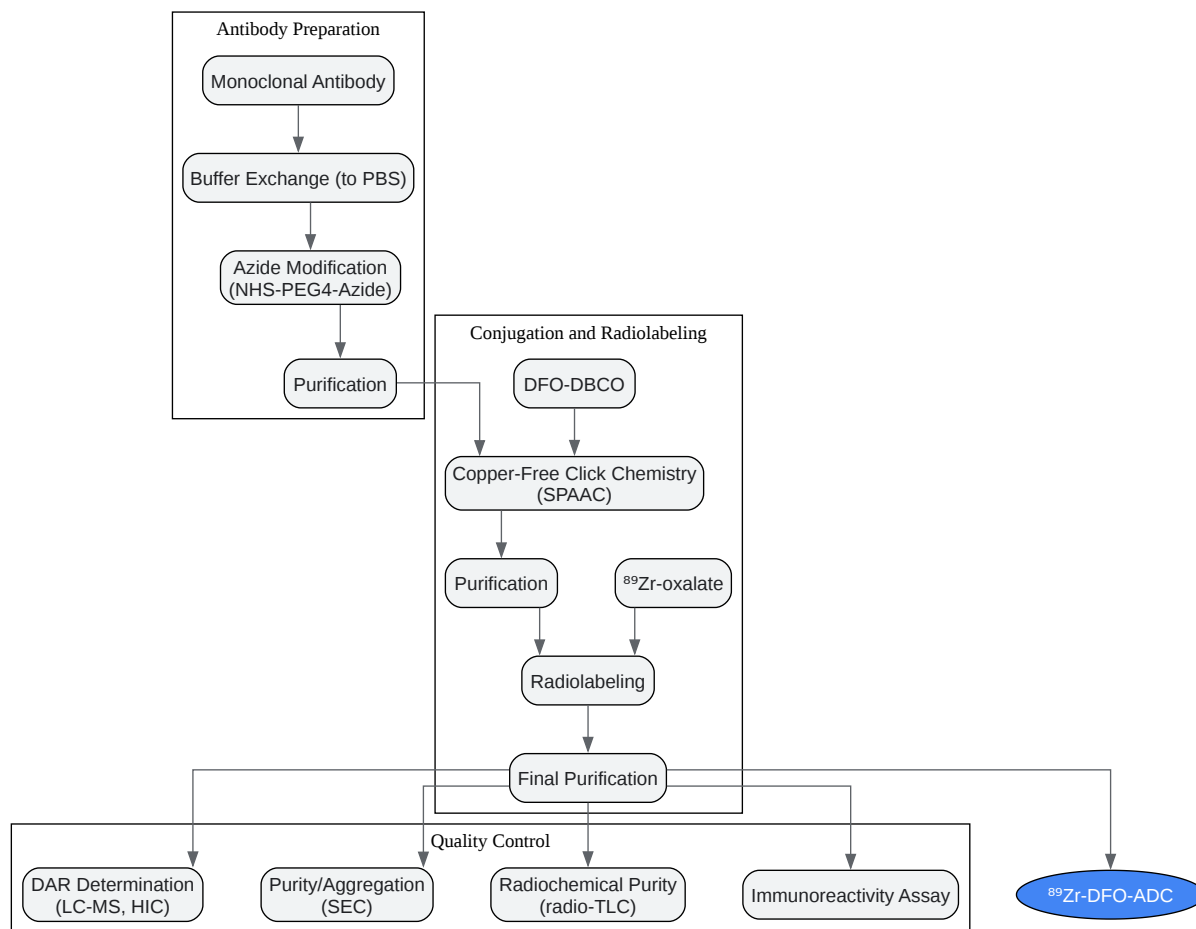 Antibody Preparation
Monoclonal Antibody
Buffer Exchange (to PBS)
Azide Modification
(NHS-PEG4-Azide)
Purification
Conjugation and Radiolabeling
DFO-DBCO
Copper-Free Click Chemistry
(SPAAC)
Purification
⁸⁹Zr-oxalate
Radiolabeling
Final Purification
Quality Control
DAR Determination
(LC-MS, HIC)
Purity/Aggregation
(SEC)
Radiochemical Purity
(radio-TLC)
Immunoreactivity Assay
⁸⁹Zr-DFO-ADC